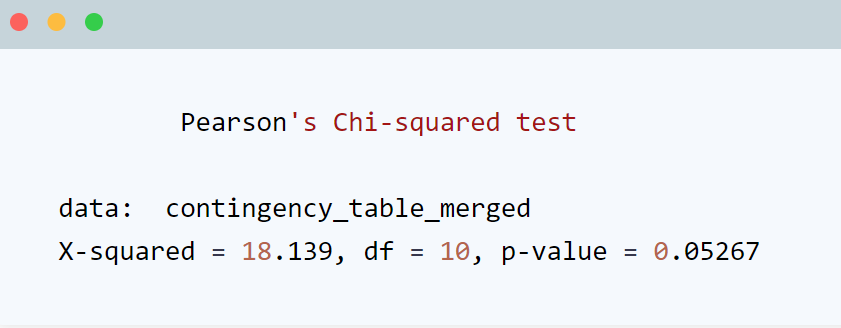 Pearson's Chi-squared test
data: contingency_table_merged
X-squared = 18.139, df = 10, p-value = 0.05267